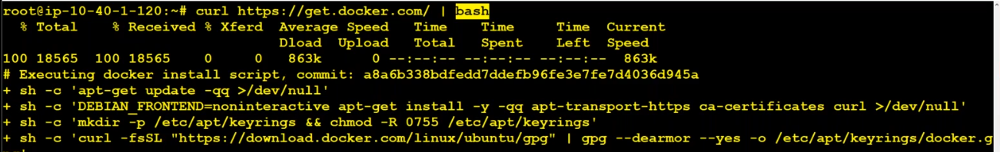 root@ip-10-40-1-120:~# curl https://get.docker.com/ | bash
  % Total    % Received % Xferd  Average Speed   Time    Time     Time  Current
                                 Dload  Upload   Total   Spent    Left  Speed
100 18565  100 18565    0     0   863k      0 --:--:-- --:--:-- --:--:--  863k
# Executing docker install script, commit: a8a6b338bdfedd7ddefb96fe3e7fe7d4036d945a
+ sh -c 'apt-get update -qq >/dev/null'
+ sh -c 'DEBIAN_FRONTEND=noninteractive apt-get install -y -qq apt-transport-https ca-certificates curl >/dev/null'
+ sh -c 'mkdir -p /etc/apt/keyrings && chmod -R 0755 /etc/apt/keyrings'
+ sh -c 'curl -fsSL "https://download.docker.com/linux/ubuntu/gpg" | gpg --dearmor --yes -o /etc/apt/keyrings/docker.g